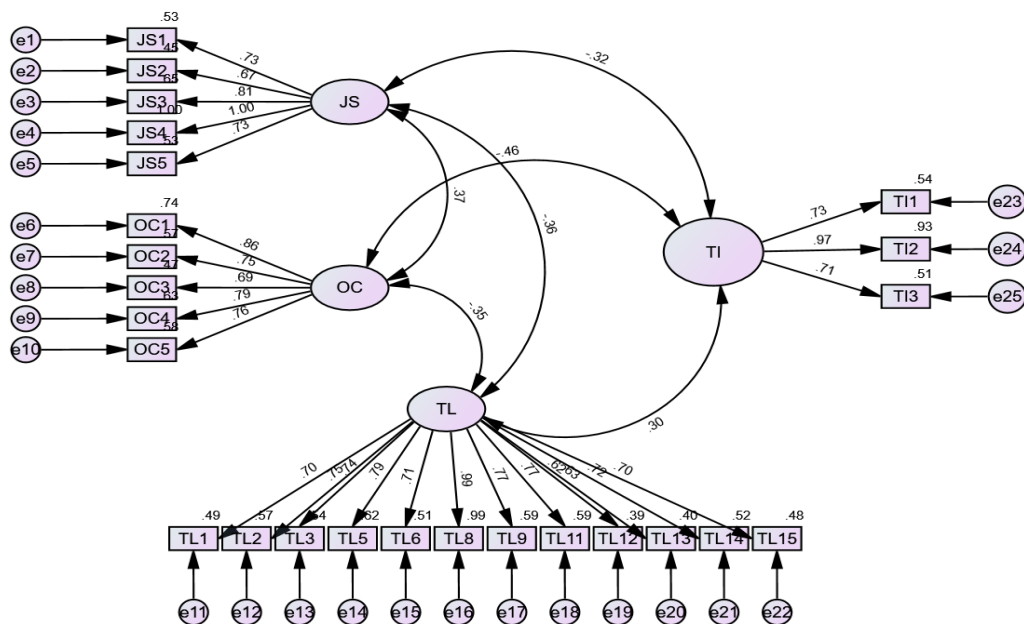 .53
e1 JS1 .73
.45
e2 JS2 .67
.65
e3 JS3 .81 JS
1.00
e4 JS4 1.00
.53
e5 JS5 .73
-.32
-.46
.37
-.36
.74
e6 OC1 .86
.57
e7 OC2 .75
.47
e8 OC3 .69 OC
.63
e9 OC4 .79
.58
e10 OC5 .76
-.35
TI
.54
.73 TI1 e23
.93
.97 TI2 e24
.51
.71 TI3 e25
TL
.30
.70 .75 .74 .79 .71 .99 .77 .77 .62 .63 .72 .70
.49 .57 .54 .62 .51 .99 .59 .59 .39 .40 .52 .48
TL1 TL2 TL3 TL5 TL6 TL8 TL9 TL11 TL12 TL13 TL14 TL15
e11 e12 e13 e14 e15 e16 e17 e18 e19 e20 e21 e22